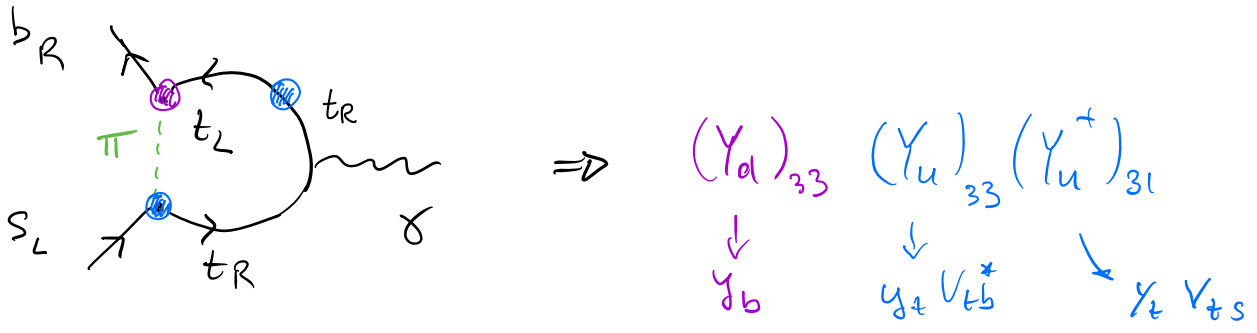 b_R
t_L
t_R
π
s_L
t_R
γ
⇒ (Y_d)_33 (Y_u)_33 (Y_u^+)_31
↓ ↓ ↘
y_b y_t V_tb^* y_t V_ts